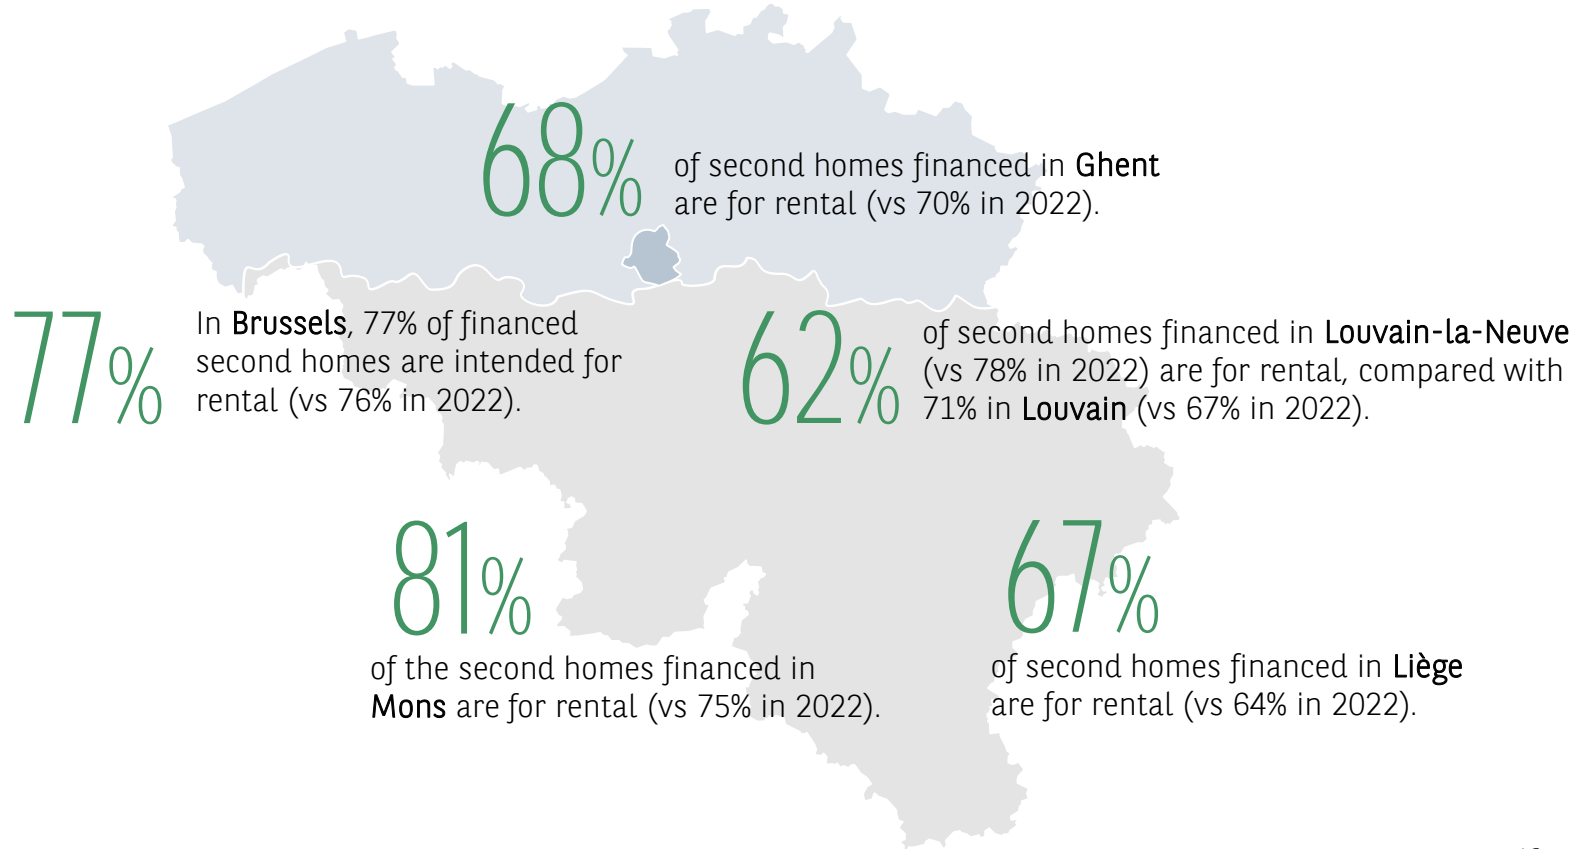 68%
of second homes financed in Ghent
are for rental (vs 70% in 2022).
77%
In Brussels, 77% of financed
second homes are intended for
rental (vs 76% in 2022).
62%
of second homes financed in Louvain-la-Neuve
(vs 78% in 2022) are for rental, compared with
71% in Louvain (vs 67% in 2022).
81%
of the second homes financed in
Mons are for rental (vs 75% in 2022).
67%
of second homes financed in Liège
are for rental (vs 64% in 2022).